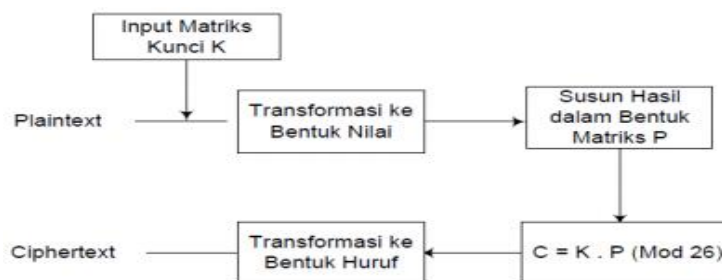 Input Matriks
Kunci K
Plaintext
Transformasi ke
Bentuk Nilai
Susun Hasil
dalam Bentuk
Matriks P
Ciphertext
Transformasi ke
Bentuk Huruf
C = K . P (Mod 26)